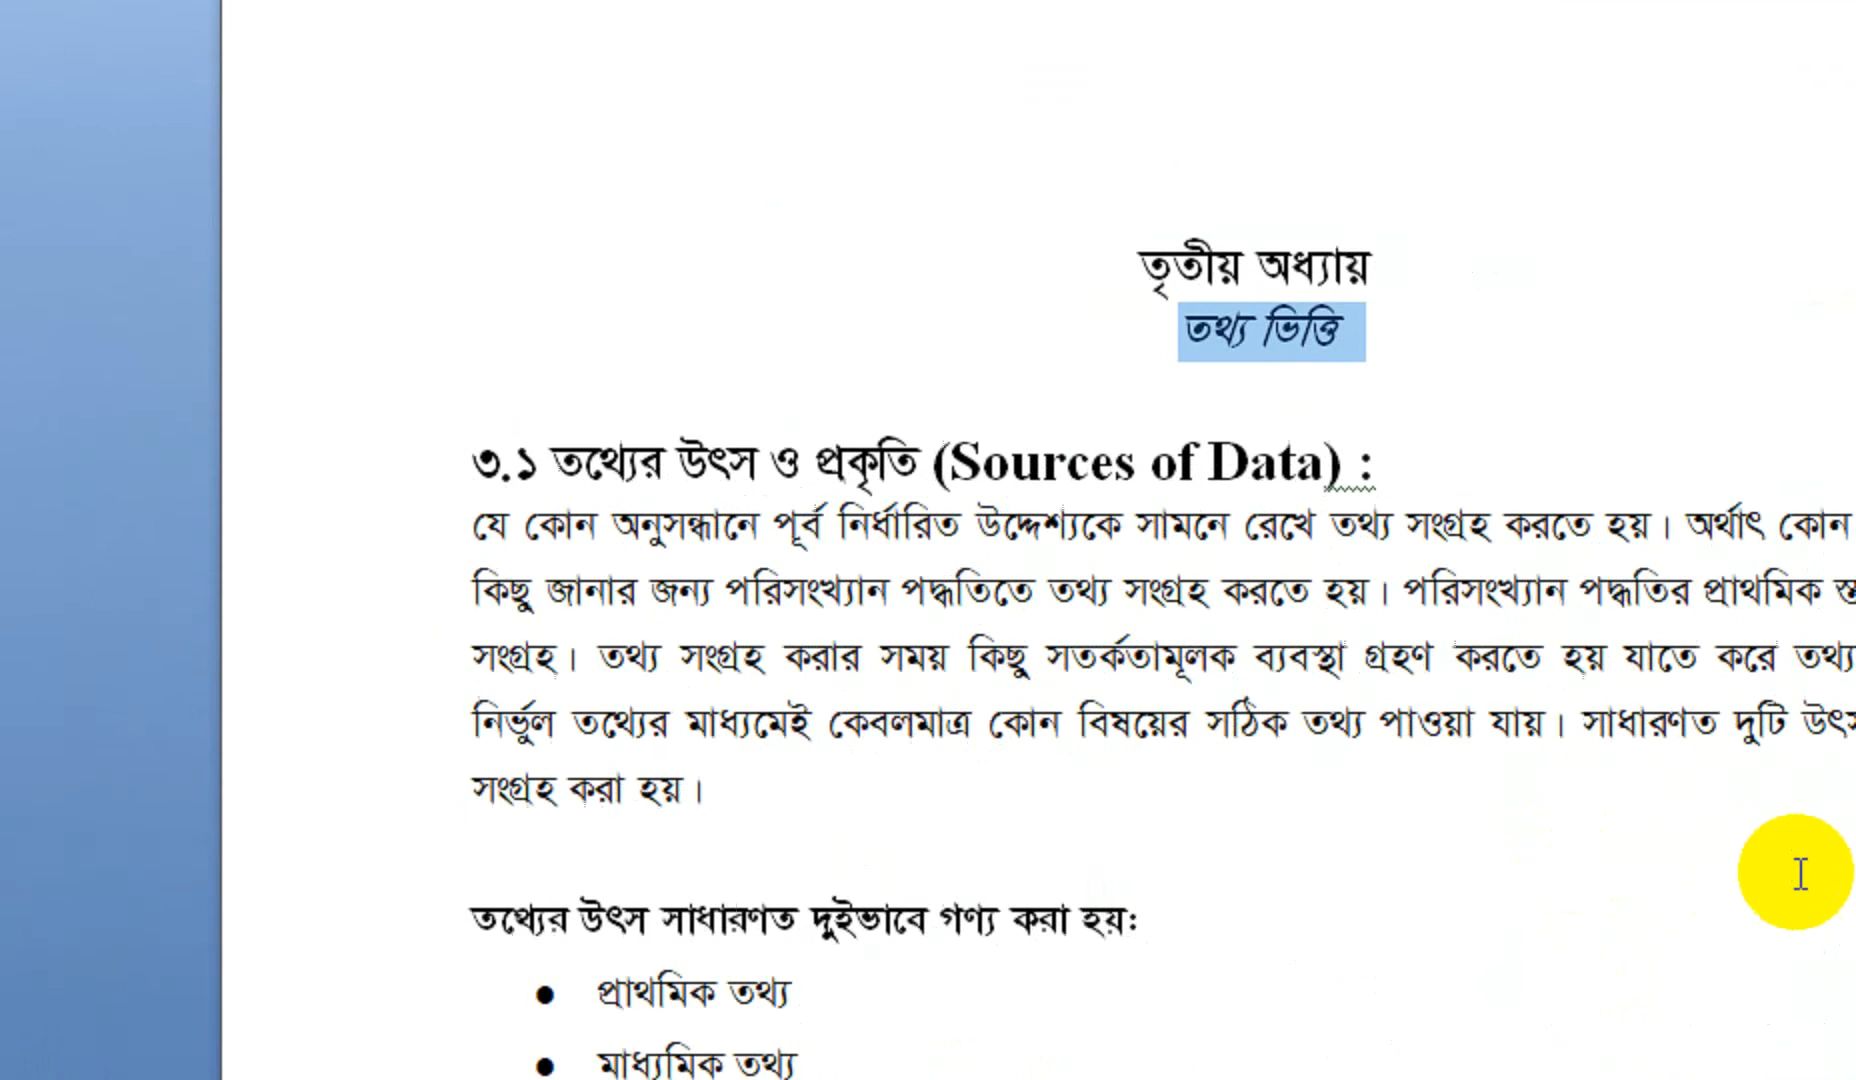 তৃতীয় অধ্যায়
তথ্য ভিত্তি
৩.১ তথ্যের উৎস ও প্রকৃতি (Sources of Data) :
যে কোন অনুসন্ধানে পূর্ব নির্ধারিত উদ্দেশ্যকে সামনে রেখে তথ্য সংগ্রহ করতে হয়। অর্থাৎ কোন
কিছু জানার জন্য পরিসংখ্যান পদ্ধতিতে তথ্য সংগ্রহ করতে হয়। পরিসংখ্যান পদ্ধতির প্রাথমিক
সংগ্রহ। তথ্য সংগ্রহ করার সময় কিছু সতর্কতামূলক ব্যবস্থা গ্রহণ করতে হয় যাতে করে তথ্য
নির্ভুল তথ্যের মাধ্যমেই কেবলমাত্র কোন বিষয়ের সঠিক তথ্য পাওয়া যায়। সাধারণত দুটি উৎস
সংগ্রহ করা হয়।
তথ্যের উৎস সাধারণত দুইভাবে গণ্য করা হয়ঃ
● প্রাথমিক তথ্য
● মাধ্যমিক তথ্য